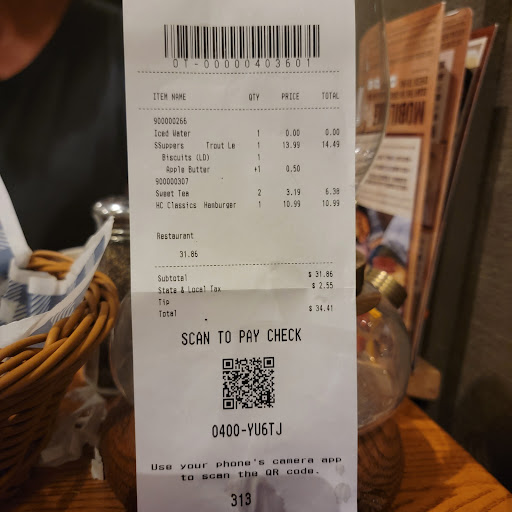 OT-00000403601
ITEM NAME QTY PRICE TOTAL
900000266
Iced Water 1 0.00 0.00
SSuppers Trout Le 1 13.99 14.49
Biscuits (LD) 1
Apple Butter +1 0.50
900000307
Sweet Tea 2 3.19 6.38
HC Classics Hamburger 1 10.99 10.99
Restaurant
31.86
Subtotal $ 31.86
State & Local Tax $ 2.55
Tip
Total $ 34.41
SCAN TO PAY CHECK
0400-YU6TJ
Use your phone's camera app
to scan the QR code.
313
MOBILE